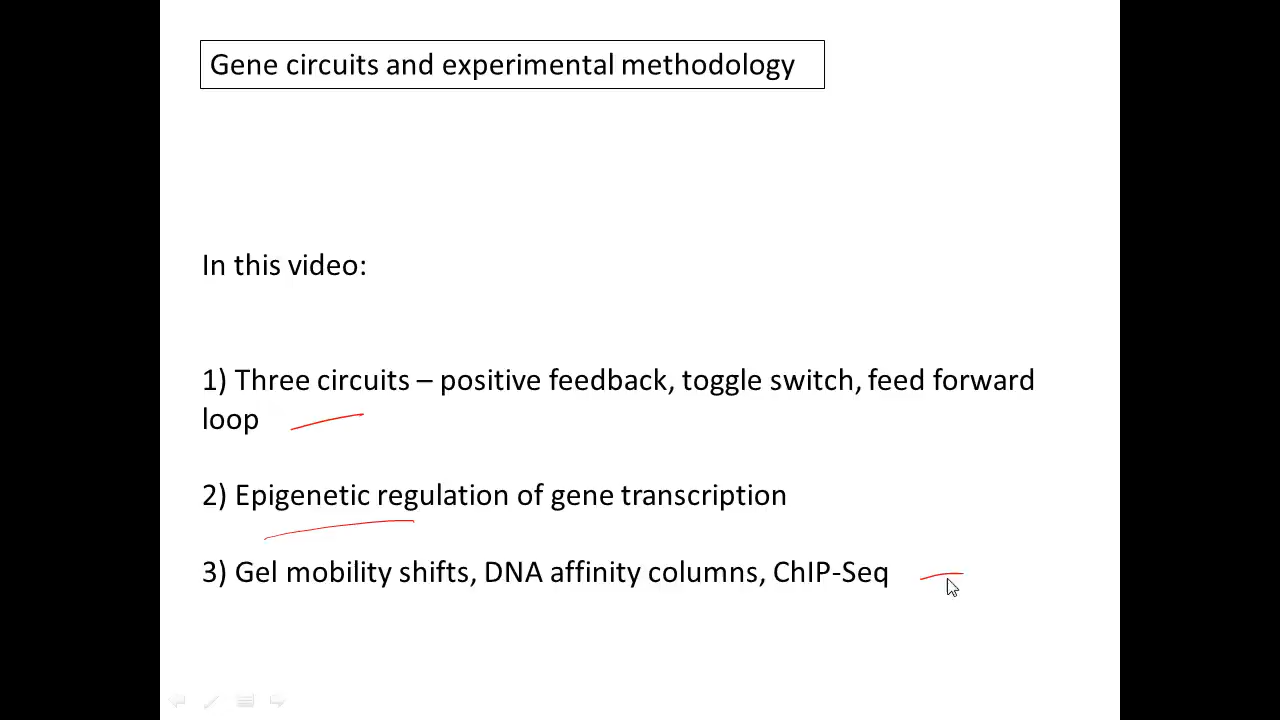 Gene circuits and experimental methodology
In this video:
1) Three circuits – positive feedback, toggle switch, feed forward
loop
2) Epigenetic regulation of gene transcription
3) Gel mobility shifts, DNA affinity columns, ChIP-Seq